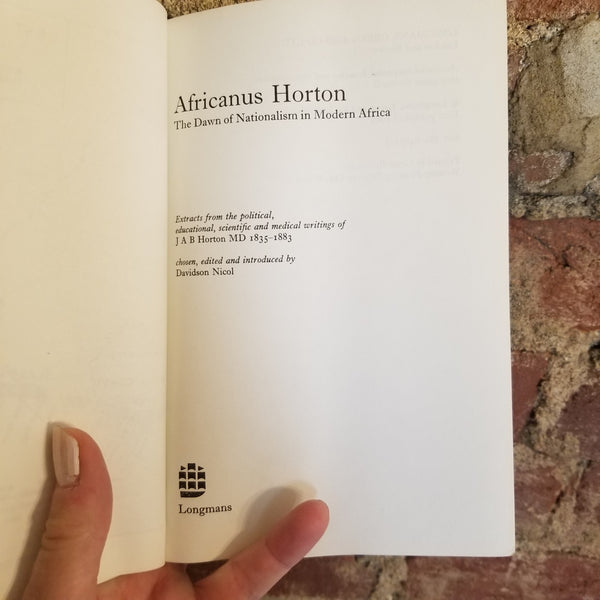 Africanus Horton
The Dawn of Nationalism in Modern Africa
Extracts from the political,
educational, scientific and medical writings of
J A B Horton MD 1835–1883
chosen, edited and introduced by
Davidson Nicol
Longmans